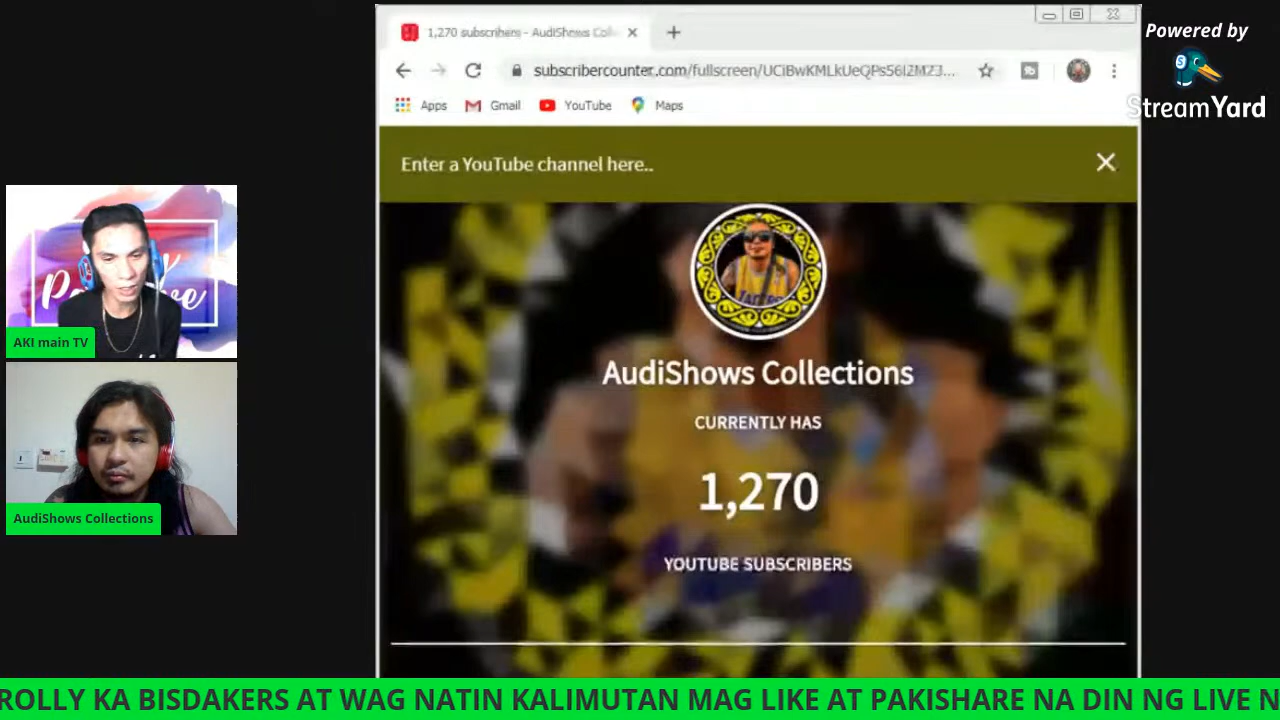 1,270 subscribers - AudiShows Coll
subscribercounter.com/fullscreen/
Apps
Gmail
YouTube
Maps
Powered by
StreamYard
Enter a YouTube channel here..
AKI main TV
AudiShows Collections
AudiShows Collections
CURRENTLY HAS
1,270
YOUTUBE SUBSCRIBERS
ROLLY KA BISDAKERS AT WAG NATIN KALIMUTAN MAG LIKE AT PAKISHARE NA DIN NG LIVE N